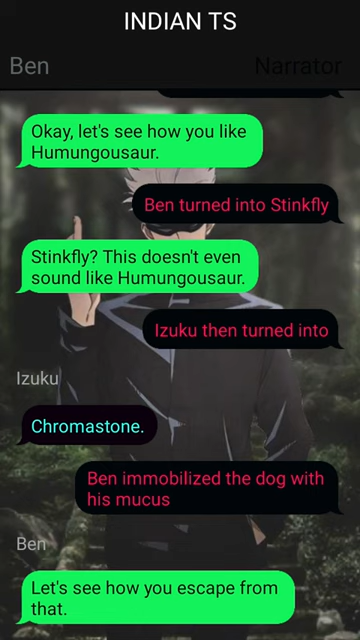 INDIAN TS
Ben
Narrator
Okay, let's see how you like
Humungousaur.
Ben turned into Stinkfly
Stinkfly? This doesn't even
sound like Humungousaur.
Izuku then turned into
Izuku
Chromastone.
Ben immobilized the dog with
his mucus
Ben
Let's see how you escape from
that.